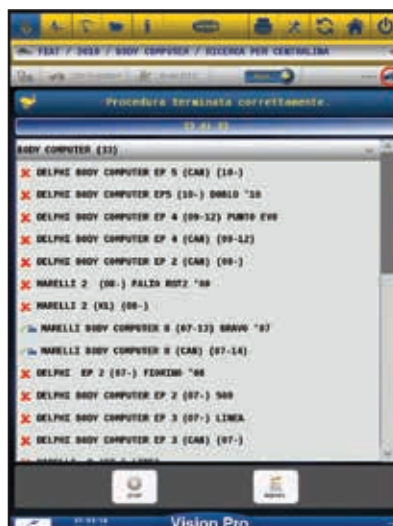 FIAT / 2010 / BODY COMPUTER / RICERCA PER CENTRALINA
Procedura terminata correttamente.
BODY COMPUTER (33)
DELPHI BODY COMPUTER EP 5 (CAN) (10-)
DELPHI BODY COMPUTER EP5 (10-) DOBLO '10
DELPHI BODY COMPUTER EP 4 (09-12) PUNTO EVO
DELPHI BODY COMPUTER EP 4 (CAN) (09-12)
DELPHI BODY COMPUTER EP 2 (CAN) (08-)
MARELLI 2 (08-) PALIO RST2 '08
MARELLI 2 (KL) (08-)
MARELLI BODY COMPUTER 8 (07-13) BRAVO '07
MARELLI BODY COMPUTER 8 (CAN) (07-14)
DELPHI EP 2 (07-) FIORINO '08
DELPHI BODY COMPUTER EP 2 (07-) 500
DELPHI BODY COMPUTER EP 3 (07-) LINEA
DELPHI BODY COMPUTER EP 3 (CAN) (07-)
Vision Pro